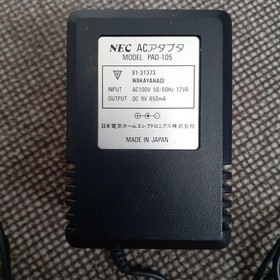 NEC ACアダプタ
MODEL PAD-105
91-31373
WAKAYANAGI
INPUT AC100V 50/60Hz 12VA
OUTPUT DC 9V 650mA
日本電気ホームエレクトロニクス株式会社
MADE IN JAPAN